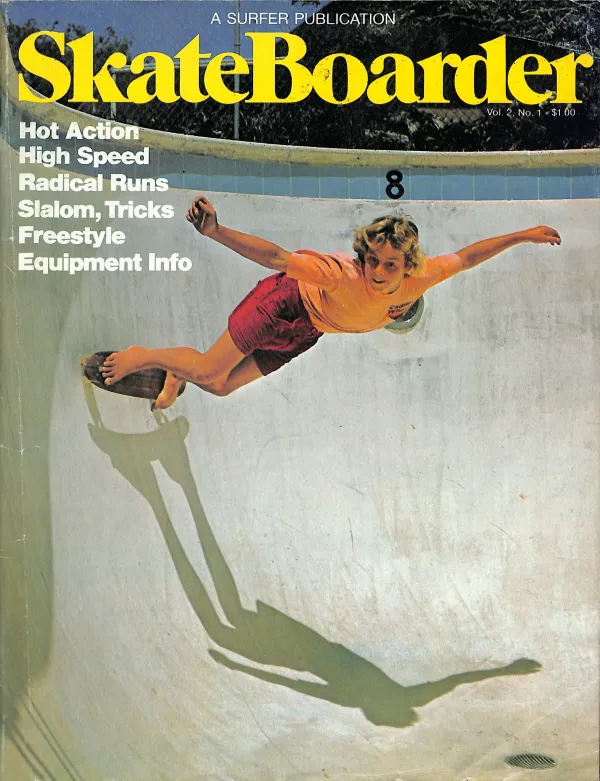 A SURFER PUBLICATION
SkateBoarder
Vol. 2, No. 1 - $1.00
Hot Action
High Speed
Radical Runs
Slalom, Tricks
Freestyle
Equipment Info
8